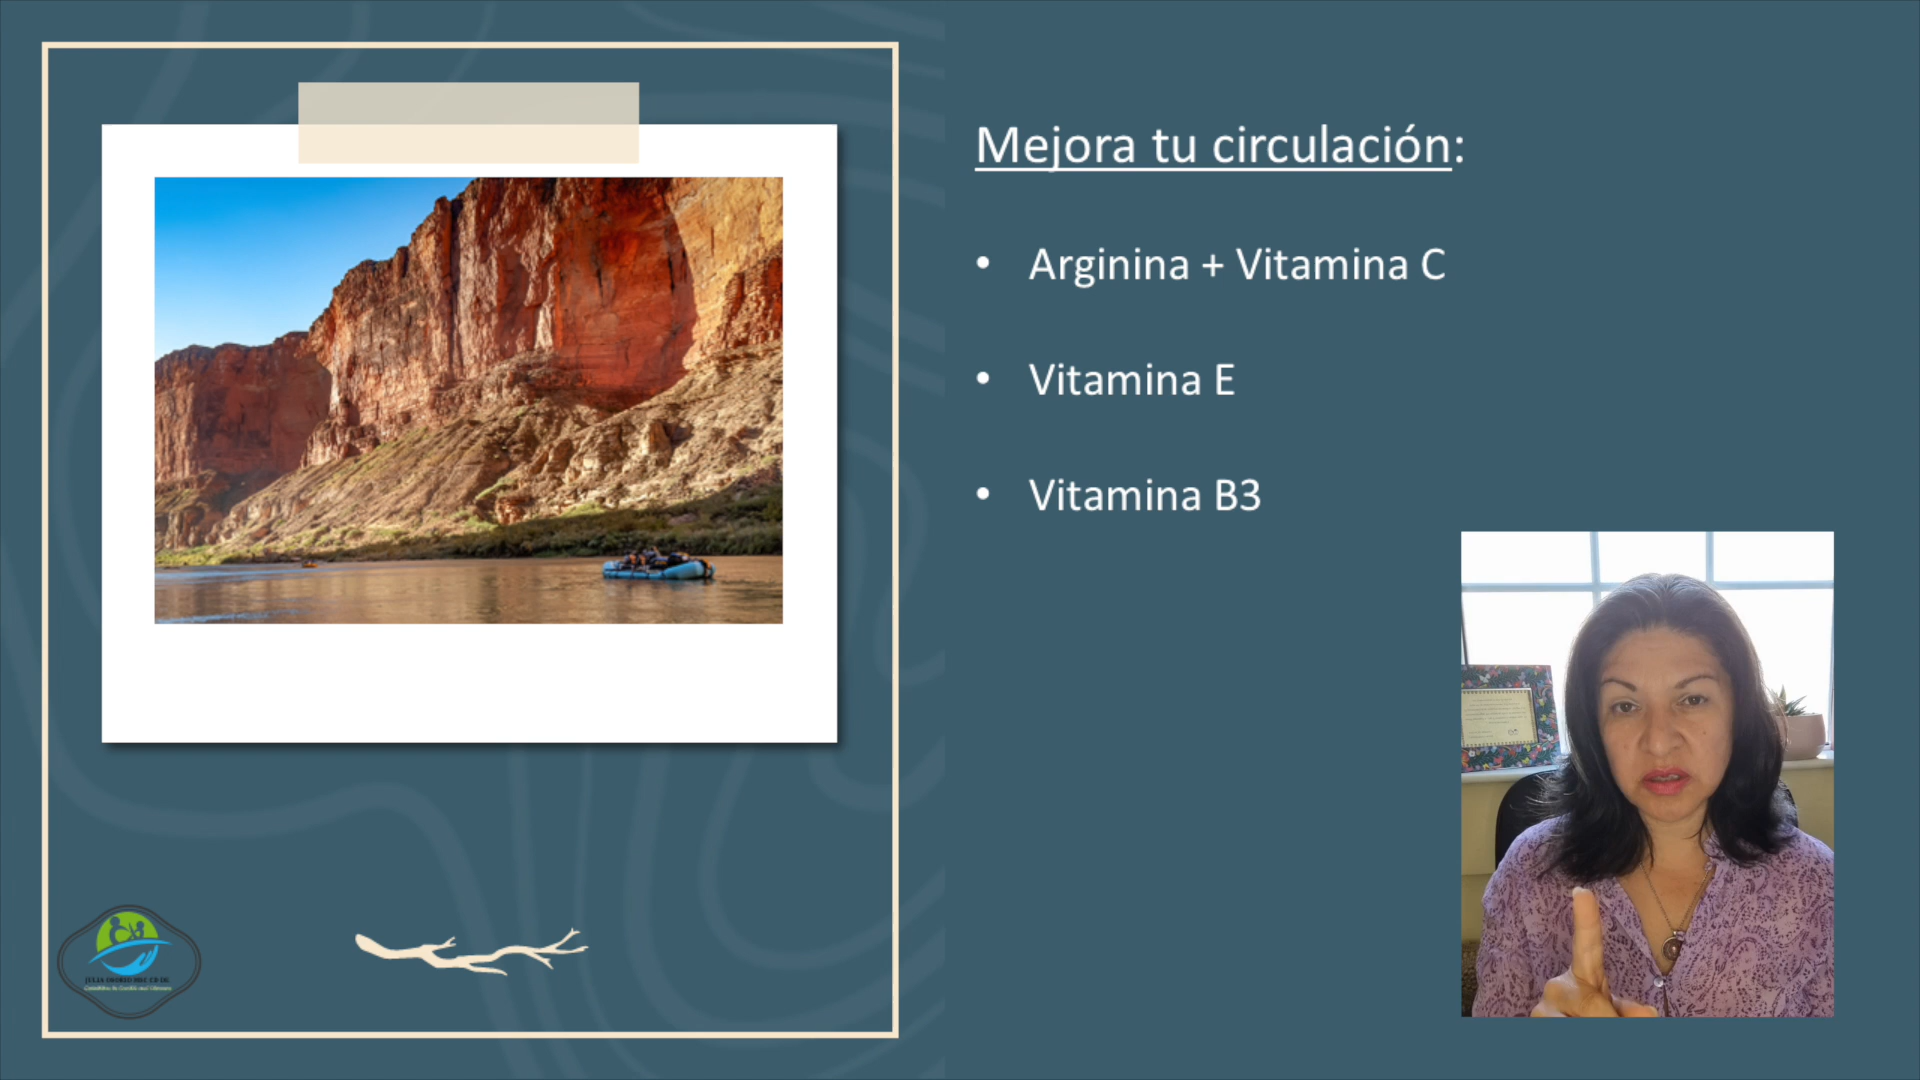 Mejora tu circulación:
• Arginina + Vitamina C
• Vitamina E
• Vitamina B3